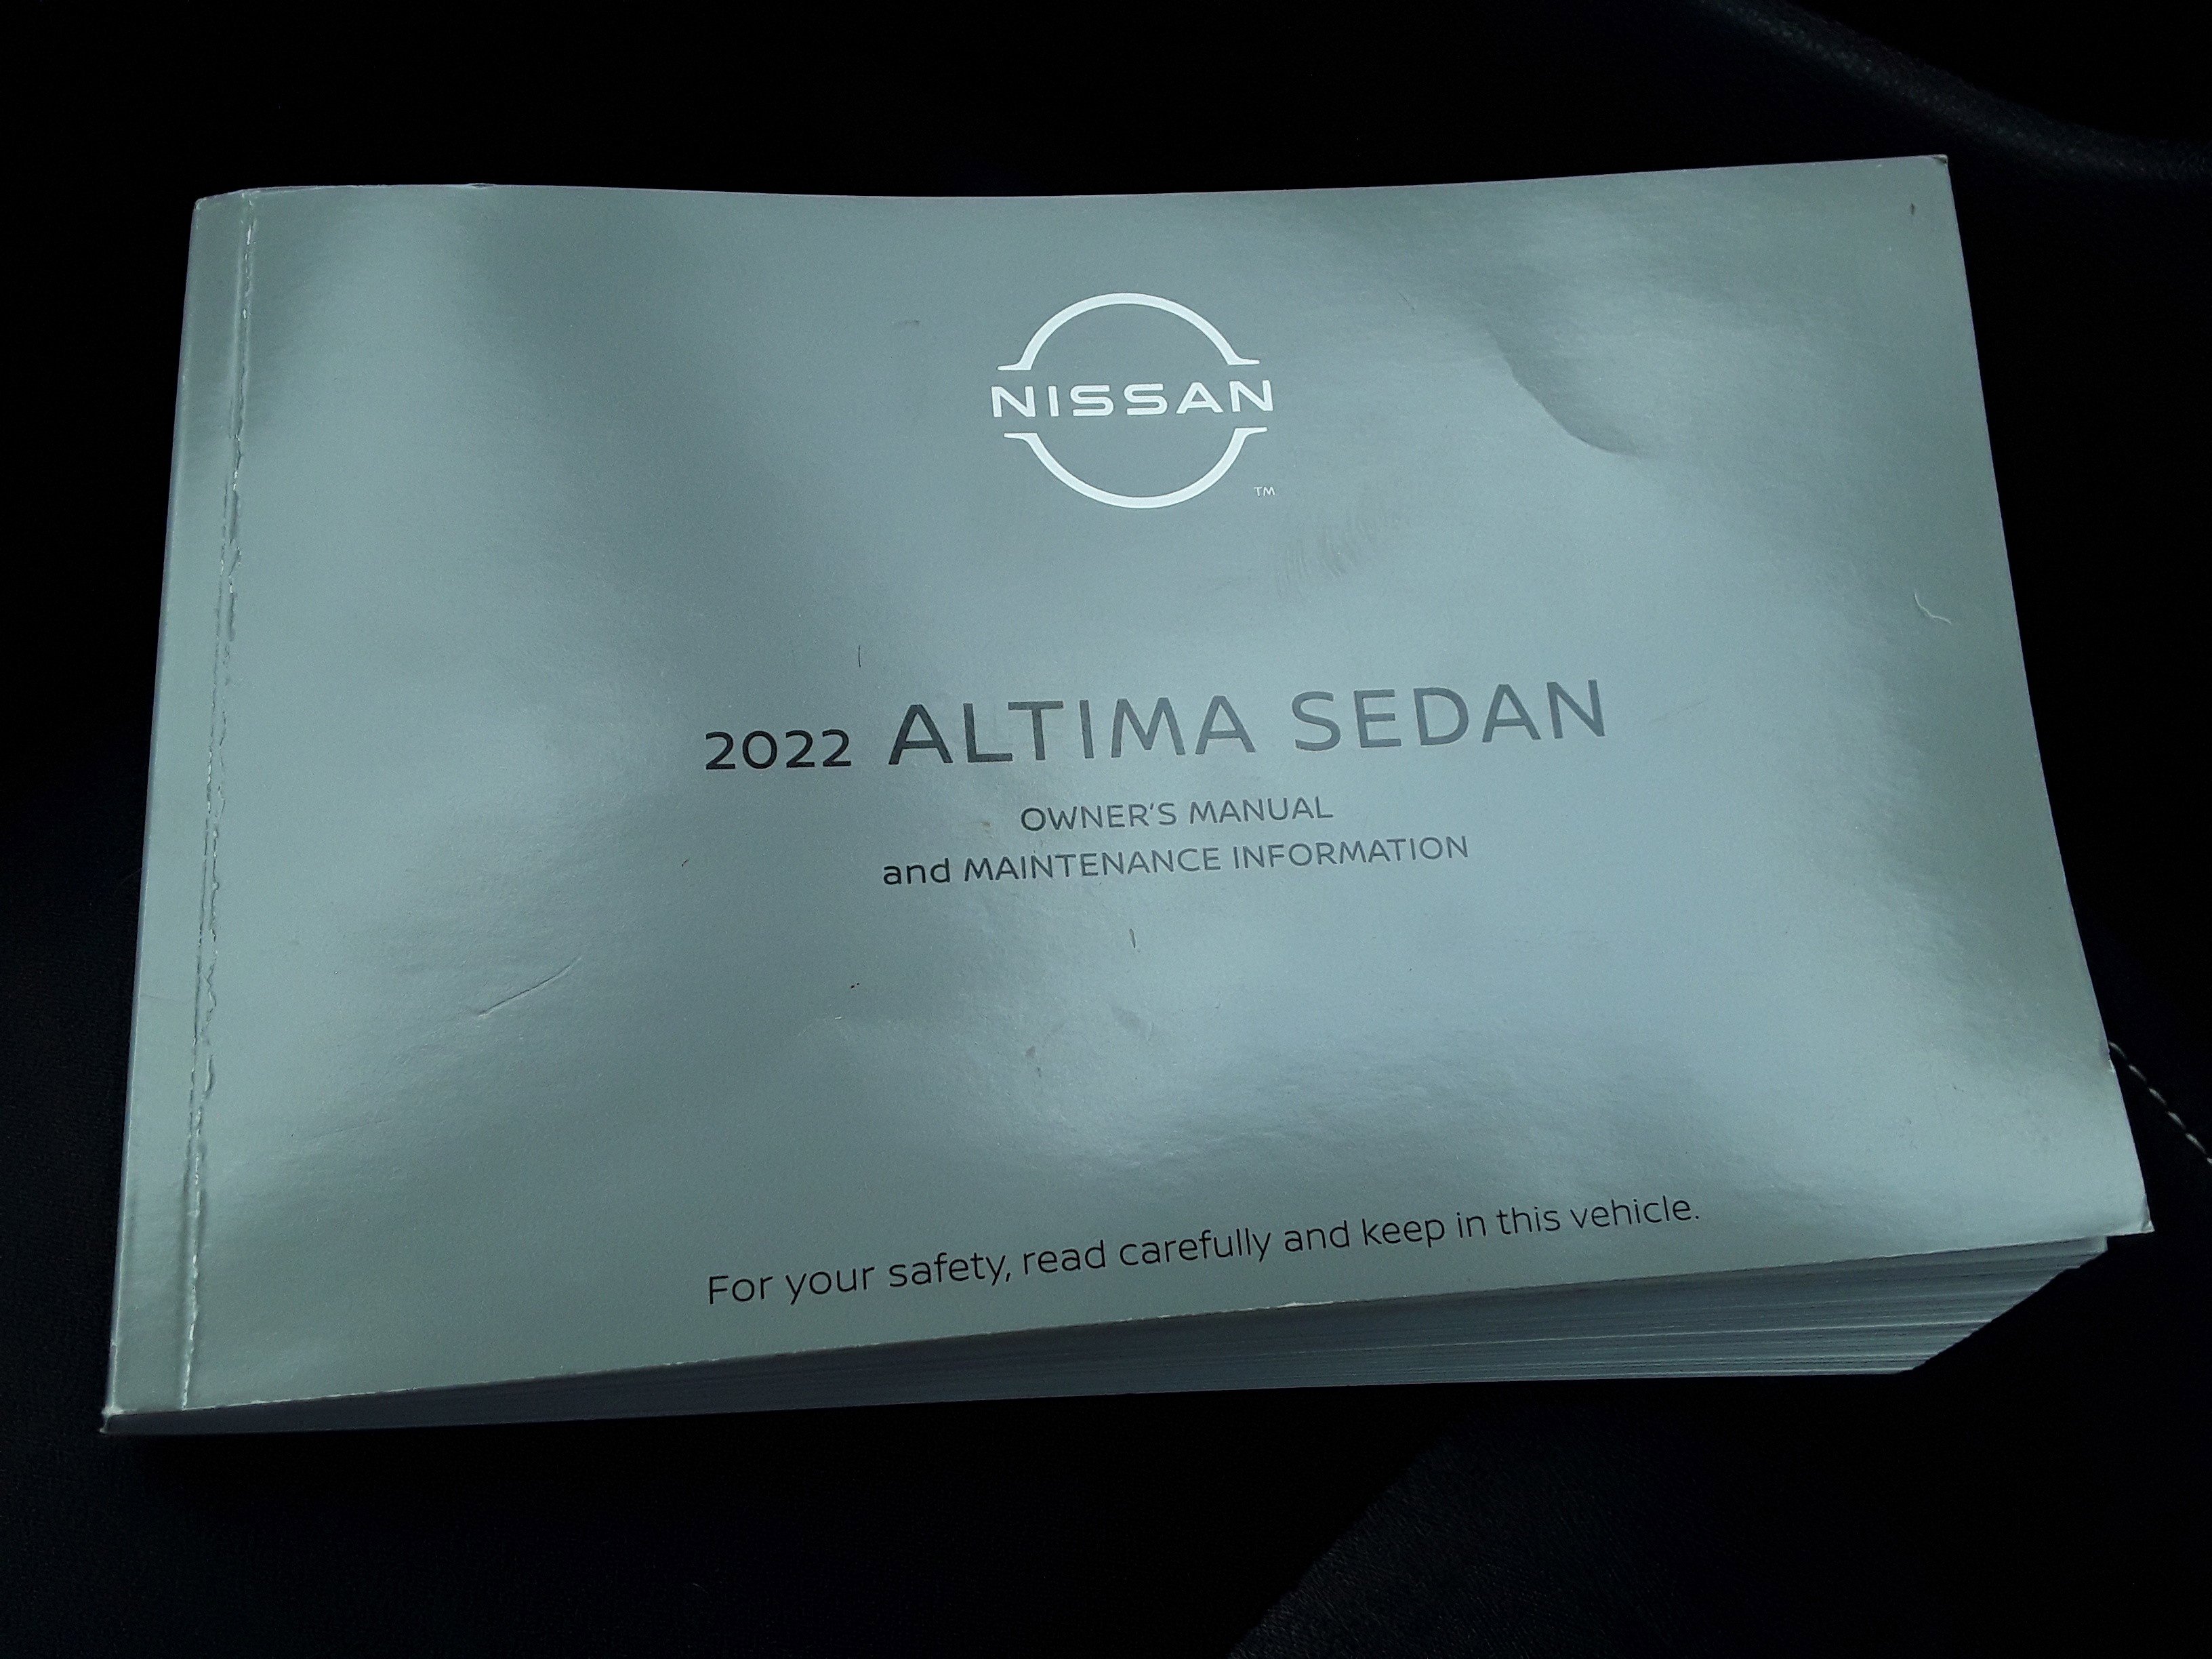 NISSAN
TM
2022 ALTIMA SEDAN
OWNER'S MANUAL
and MAINTENANCE INFORMATION
For your safety, read carefully and keep in this vehicle.